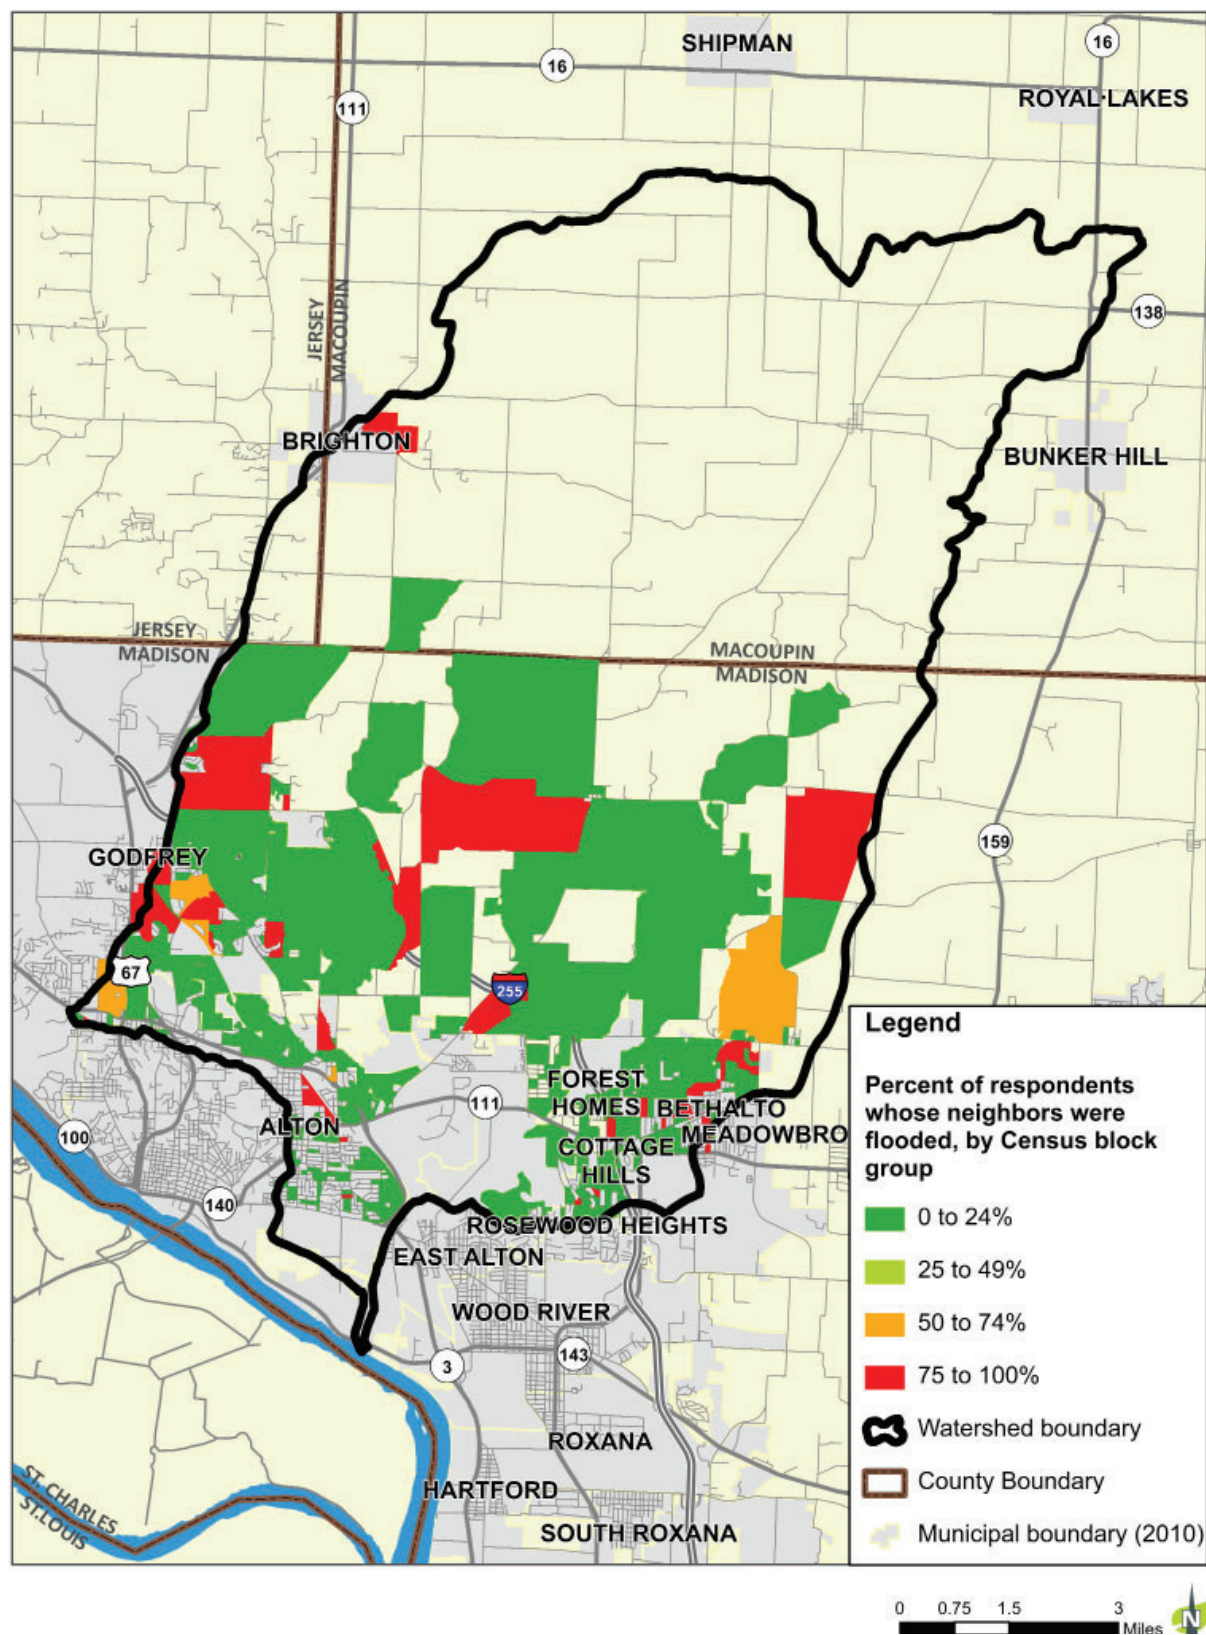 SHIPMAN
16
16
ROYAL LAKES
111
138
JERSEY
MACOUPIN
BRIGHTON
BUNKER HILL
JERSEY
MADISON
MACOUPIN
MADISON
159
GODFREY
67
255
FOREST
HOMES
BETHALTO
111
MEADOWBRO
ALTON
100
COTTAGE
HILLS
140
ROSEWOOD HEIGHTS
EAST ALTON
WOOD RIVER
143
3
ROXANA
HARTFORD
SOUTH ROXANA
ST. CHARLES
ST.LOUIS
Legend
Percent of respondents
whose neighbors were
flooded, by Census block
group
0 to 24%
25 to 49%
50 to 74%
75 to 100%
Watershed boundary
County Boundary
Municipal boundary (2010)
0 0.75 1.5 3
Miles
N